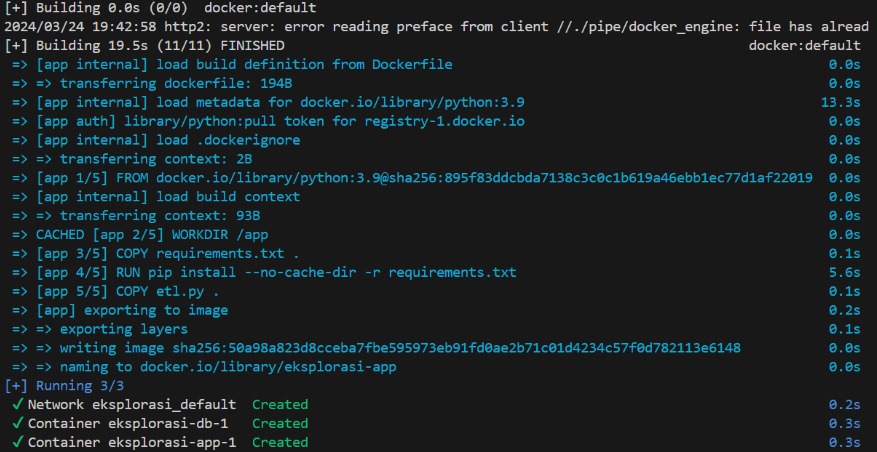 [+] Building 0.0s (0/0)  docker:default
2024/03/24 19:42:58 http2: server: error reading preface from client //./pipe/docker_engine: file has alread
[+] Building 19.5s (11/11) FINISHED docker:default
=> [app internal] load build definition from Dockerfile 0.0s
=> => transferring dockerfile: 194B 0.0s
=> [app internal] load metadata for docker.io/library/python:3.9 13.3s
=> [app auth] library/python:pull token for registry-1.docker.io 0.0s
=> [app internal] load .dockerignore 0.0s
=> => transferring context: 2B 0.0s
=> [app 1/5] FROM docker.io/library/python:3.9@sha256:895f83ddcbda7138c3c0c1b619a46ebb1ec77d1af22019 0.0s
=> [app internal] load build context 0.0s
=> => transferring context: 93B 0.0s
=> CACHED [app 2/5] WORKDIR /app 0.0s
=> [app 3/5] COPY requirements.txt . 0.1s
=> [app 4/5] RUN pip install --no-cache-dir -r requirements.txt 5.6s
=> [app 5/5] COPY etl.py . 0.1s
=> [app] exporting to image 0.2s
=> => exporting layers 0.1s
=> => writing image sha256:50a98a823d8cceba7fbe595973eb91fd0ae2b71c01d4234c57f0d782113e6148 0.0s
=> => naming to docker.io/library/eksplorasi-app 0.0s
[+] Running 3/3
✓ Network eksplorasi_default  Created 0.2s
✓ Container eksplorasi-db-1  Created 0.3s
✓ Container eksplorasi-app-1  Created 0.3s